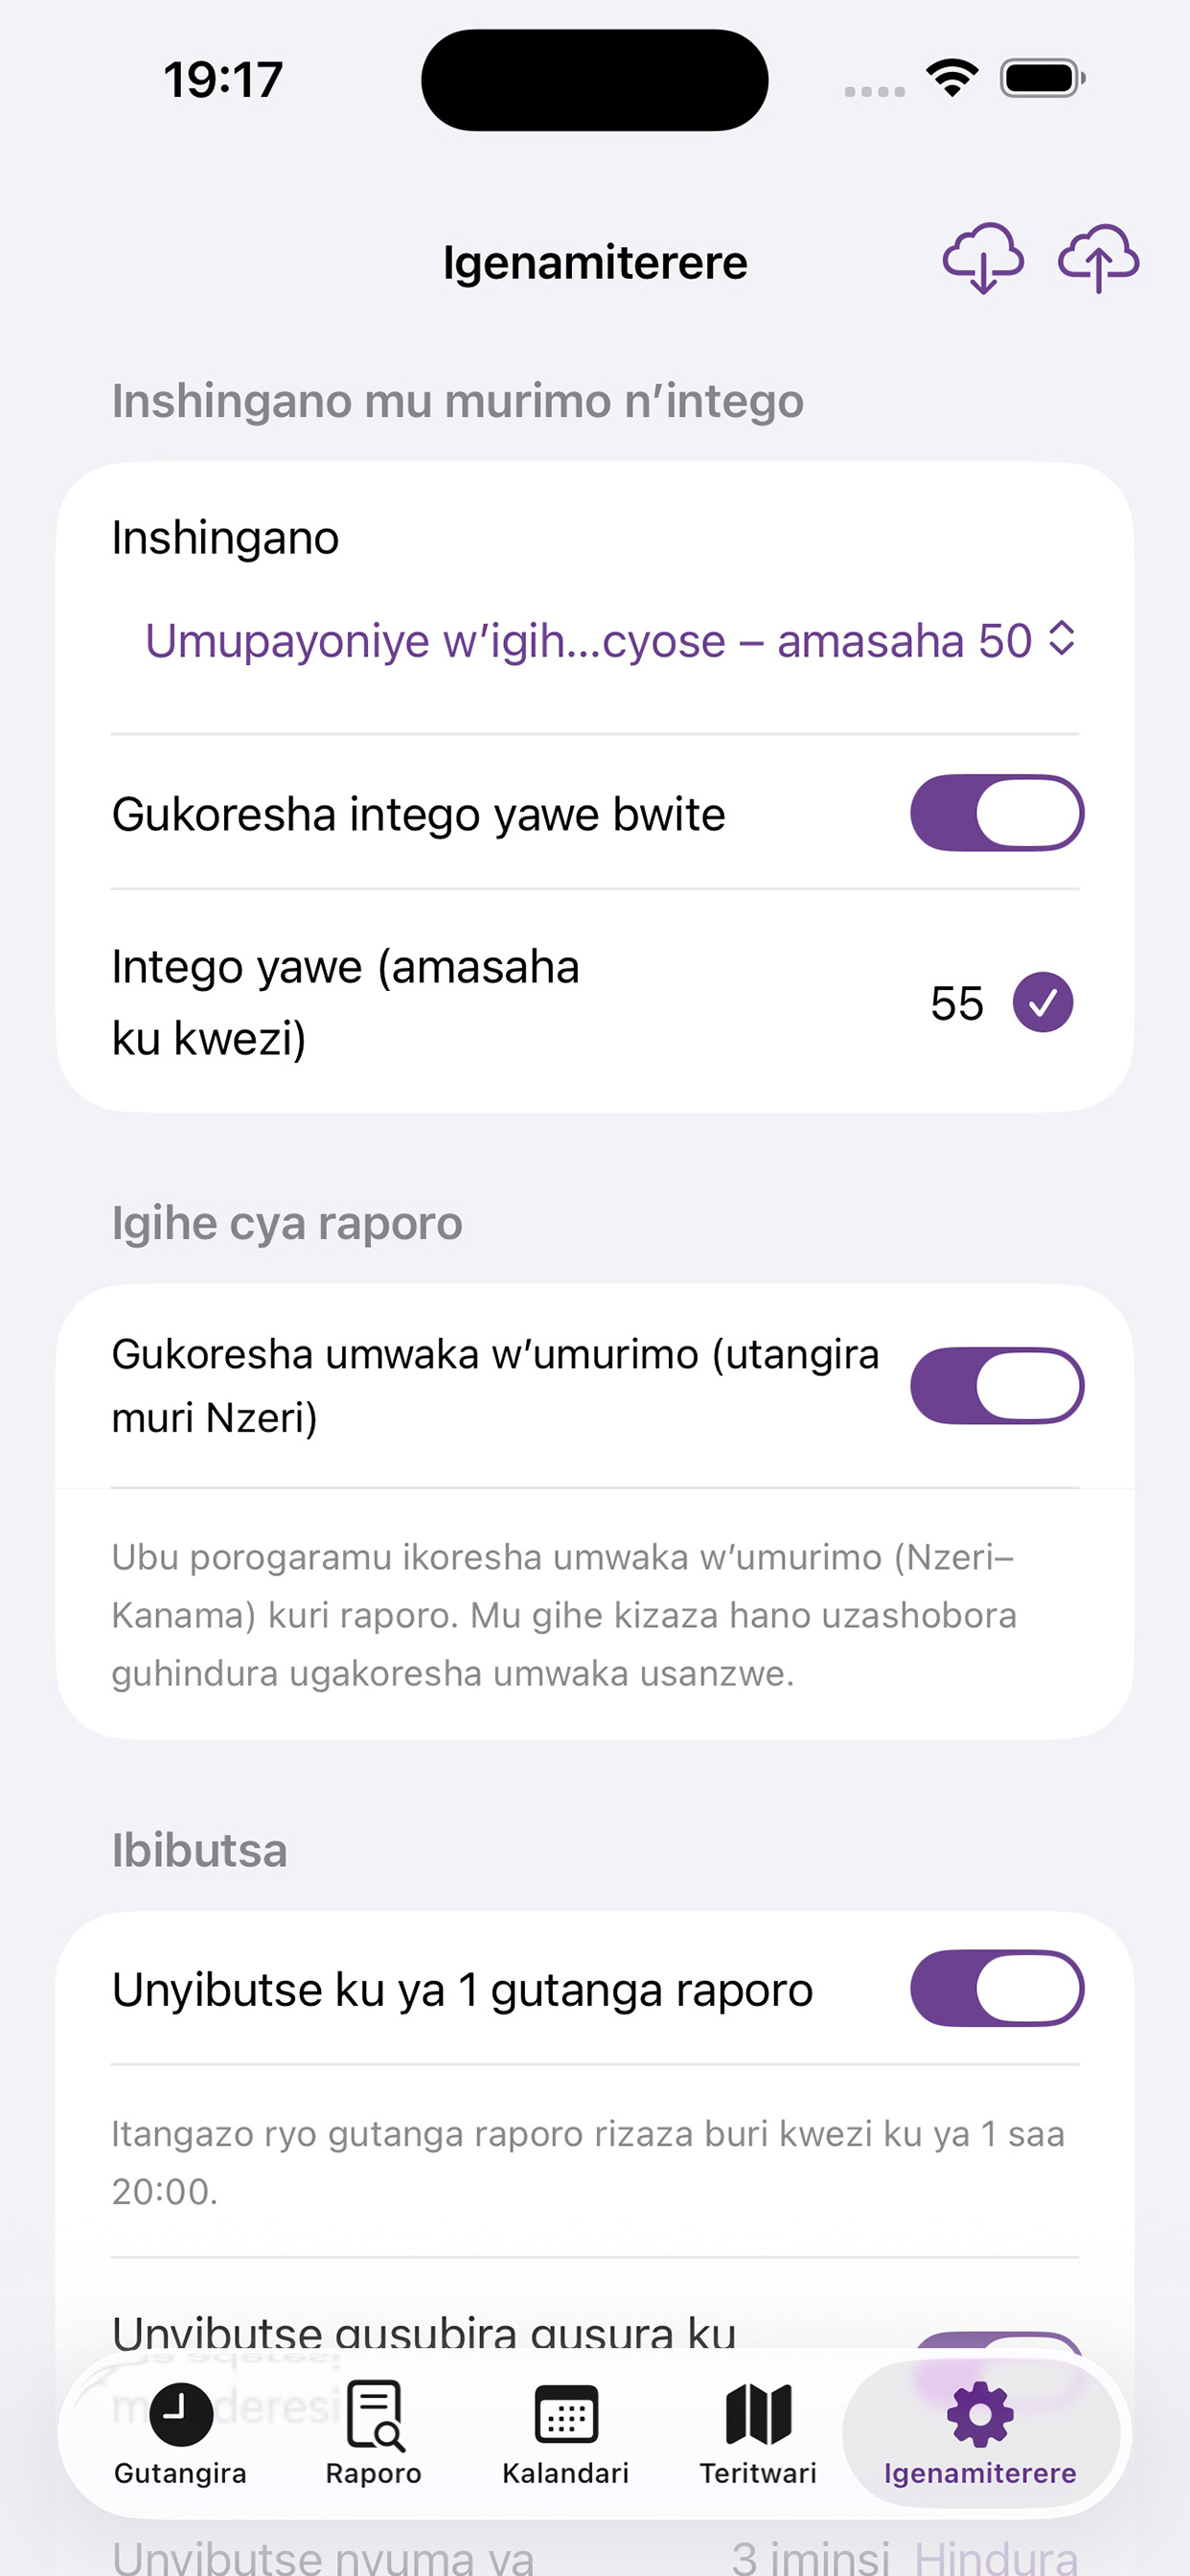 19:17
Igenamiterere
Inshingano mu murimo n’intego
Inshingano
Umupayoniye w’igih...cyose – amasaha 50
Gukoresha intego yawe bwite
Intego yawe (amasaha
ku kwezi)
55
Igihe cya raporo
Gukoresha umwaka w’umurimo (utangira
muri Nzeri)
Ubu porogaramu ikoresha umwaka w’umurimo (Nzeri–
Kanama) kuri raporo. Mu gihe kizaza hano uzashobora
guhindura ugakoresha umwaka usanzwe.
Ibibutsa
Unyibutse ku ya 1 gutanga raporo
Itangazo ryo gutanga raporo rizaza buri kwezi ku ya 1 saa
20:00.
Unyibutse gusubira gusura ku
Gutangira
Raporo
Kalandari
Teritwari
Igenamiterere
Unyibutse nyuma ya
3 iminsi
Hindura